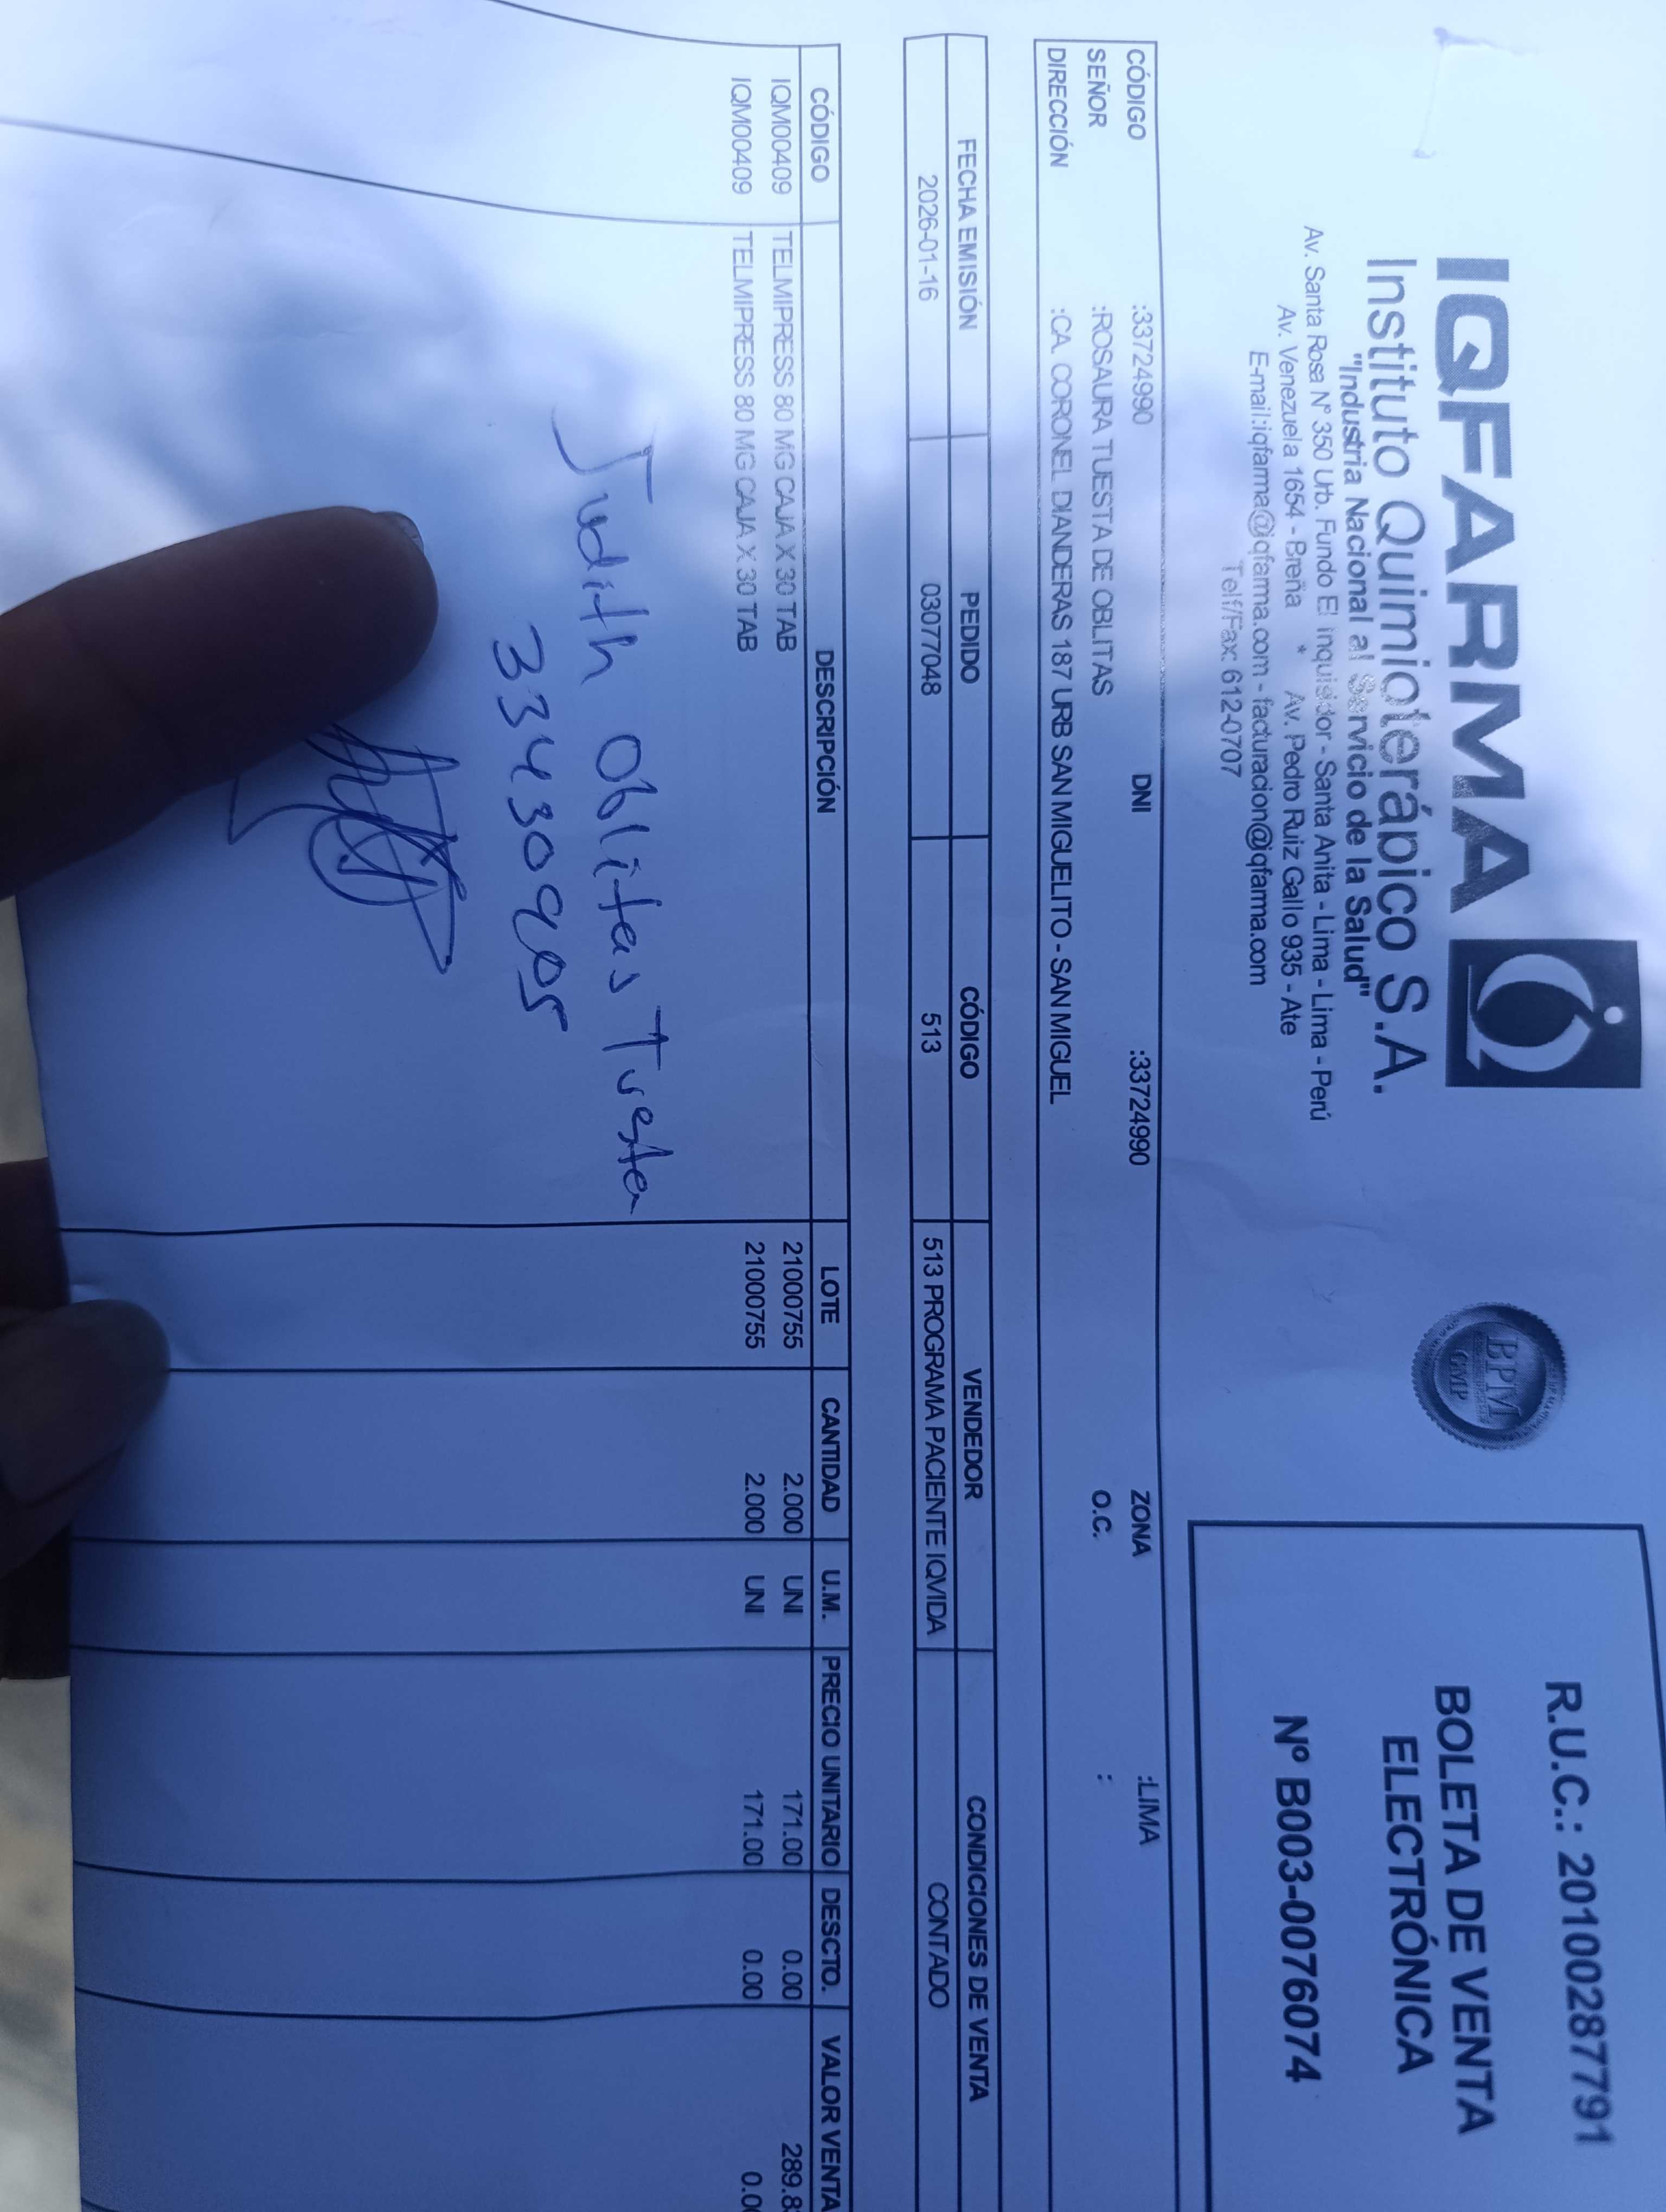 IQFARMA
Instituto Quimioterápico S.A.
"Industria Nacional al Servicio de la Salud"
Av. Santa Rosa N° 350 Urb. Fundo El inquisidor - Santa Anita - Lima - Lima - Perú
Av. Venezuela 1654 - Breña * Av. Pedro Ruiz Gallo 935 - Ate
E-mail:iqfarma@iqfarma.com - facturacion@iqfarma.com
Telf/Fax: 612-0707
BPM
GMP
R.U.C.: 20100287791
BOLETA DE VENTA
ELECTRÓNICA
Nº B003-0076074
CÓDIGO :33724990 DNI :33724990 ZONA :LIMA
SEÑOR :ROSAURA TUESTA DE OBLITAS O.C. :
DIRECCIÓN :CA. CORONEL DIANDERAS 187 URB SAN MIGUELITO - SAN MIGUEL
FECHA EMISIÓN PEDIDO CÓDIGO VENDEDOR CONDICIONES DE VENTA
2026-01-16 03077048 513 513 PROGRAMA PACIENTE IQVIDA CONTADO
CÓDIGO DESCRIPCIÓN LOTE CANTIDAD U.M. PRECIO UNITARIO DESCTO. VALOR VENTA
IQM00409 TELMIPRESS 80 MG CAJA X 30 TAB 21000755 2.000 UNI 171.00 0.00 289.8
IQM00409 TELMIPRESS 80 MG CAJA X 30 TAB 21000755 2.000 UNI 171.00 0.00 0.0
Judith Oblitas Tuesta